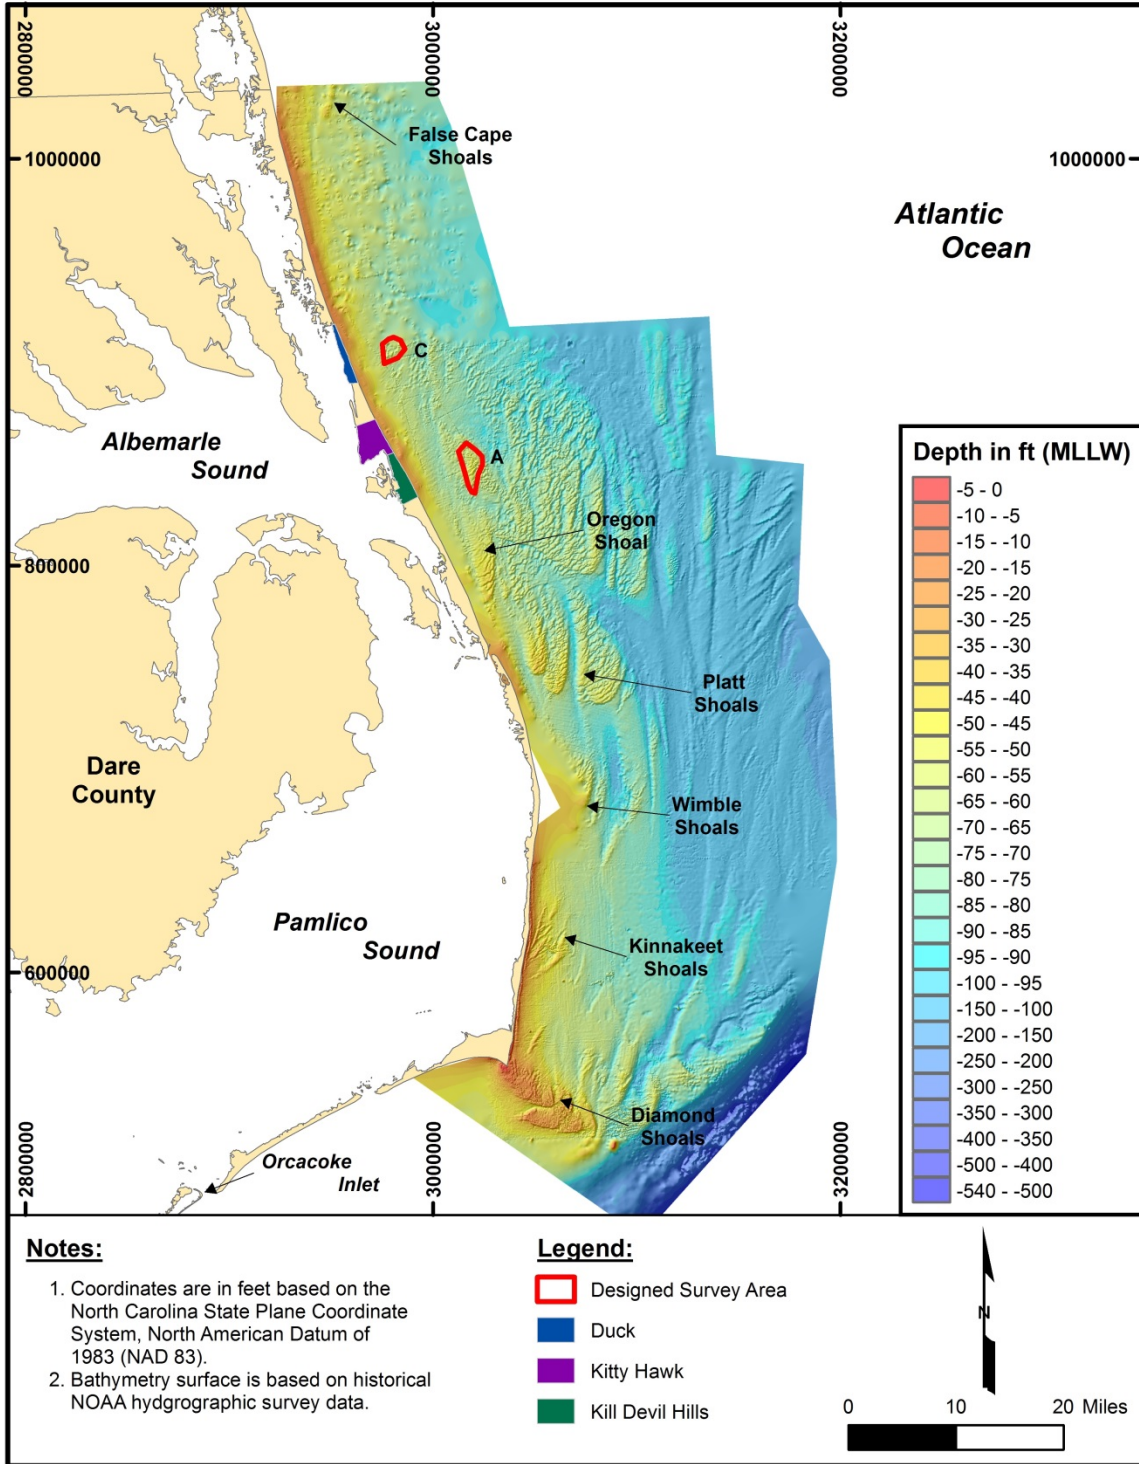 2800000
3000000
3200000
False Cape
Shoals
1000000
1000000
Atlantic
Ocean
C
Albemarle
Sound
A
Oregon
Shoal
800000
Platt
Shoals
Dare
County
Wimble
Shoals
Pamlico
Sound
Kinnakeet
Shoals
600000
Diamond
Shoals
Orcacoke
Inlet
2800000
3000000
3200000
Depth in ft (MLLW)
-5 - 0
-10 - -5
-15 - -10
-20 - -15
-25 - -20
-30 - -25
-35 - -30
-40 - -35
-45 - -40
-50 - -45
-55 - -50
-60 - -55
-65 - -60
-70 - -65
-75 - -70
-80 - -75
-85 - -80
-90 - -85
-95 - -90
-100 - -95
-150 - -100
-200 - -150
-250 - -200
-300 - -250
-350 - -300
-400 - -350
-500 - -400
-540 - -500
Notes:
1. Coordinates are in feet based on the
North Carolina State Plane Coordinate
System, North American Datum of
1983 (NAD 83).
2. Bathymetry surface is based on historical
NOAA hydgrographic survey data.
Legend:
Designed Survey Area
Duck
Kitty Hawk
Kill Devil Hills
N
0 10 20 Miles